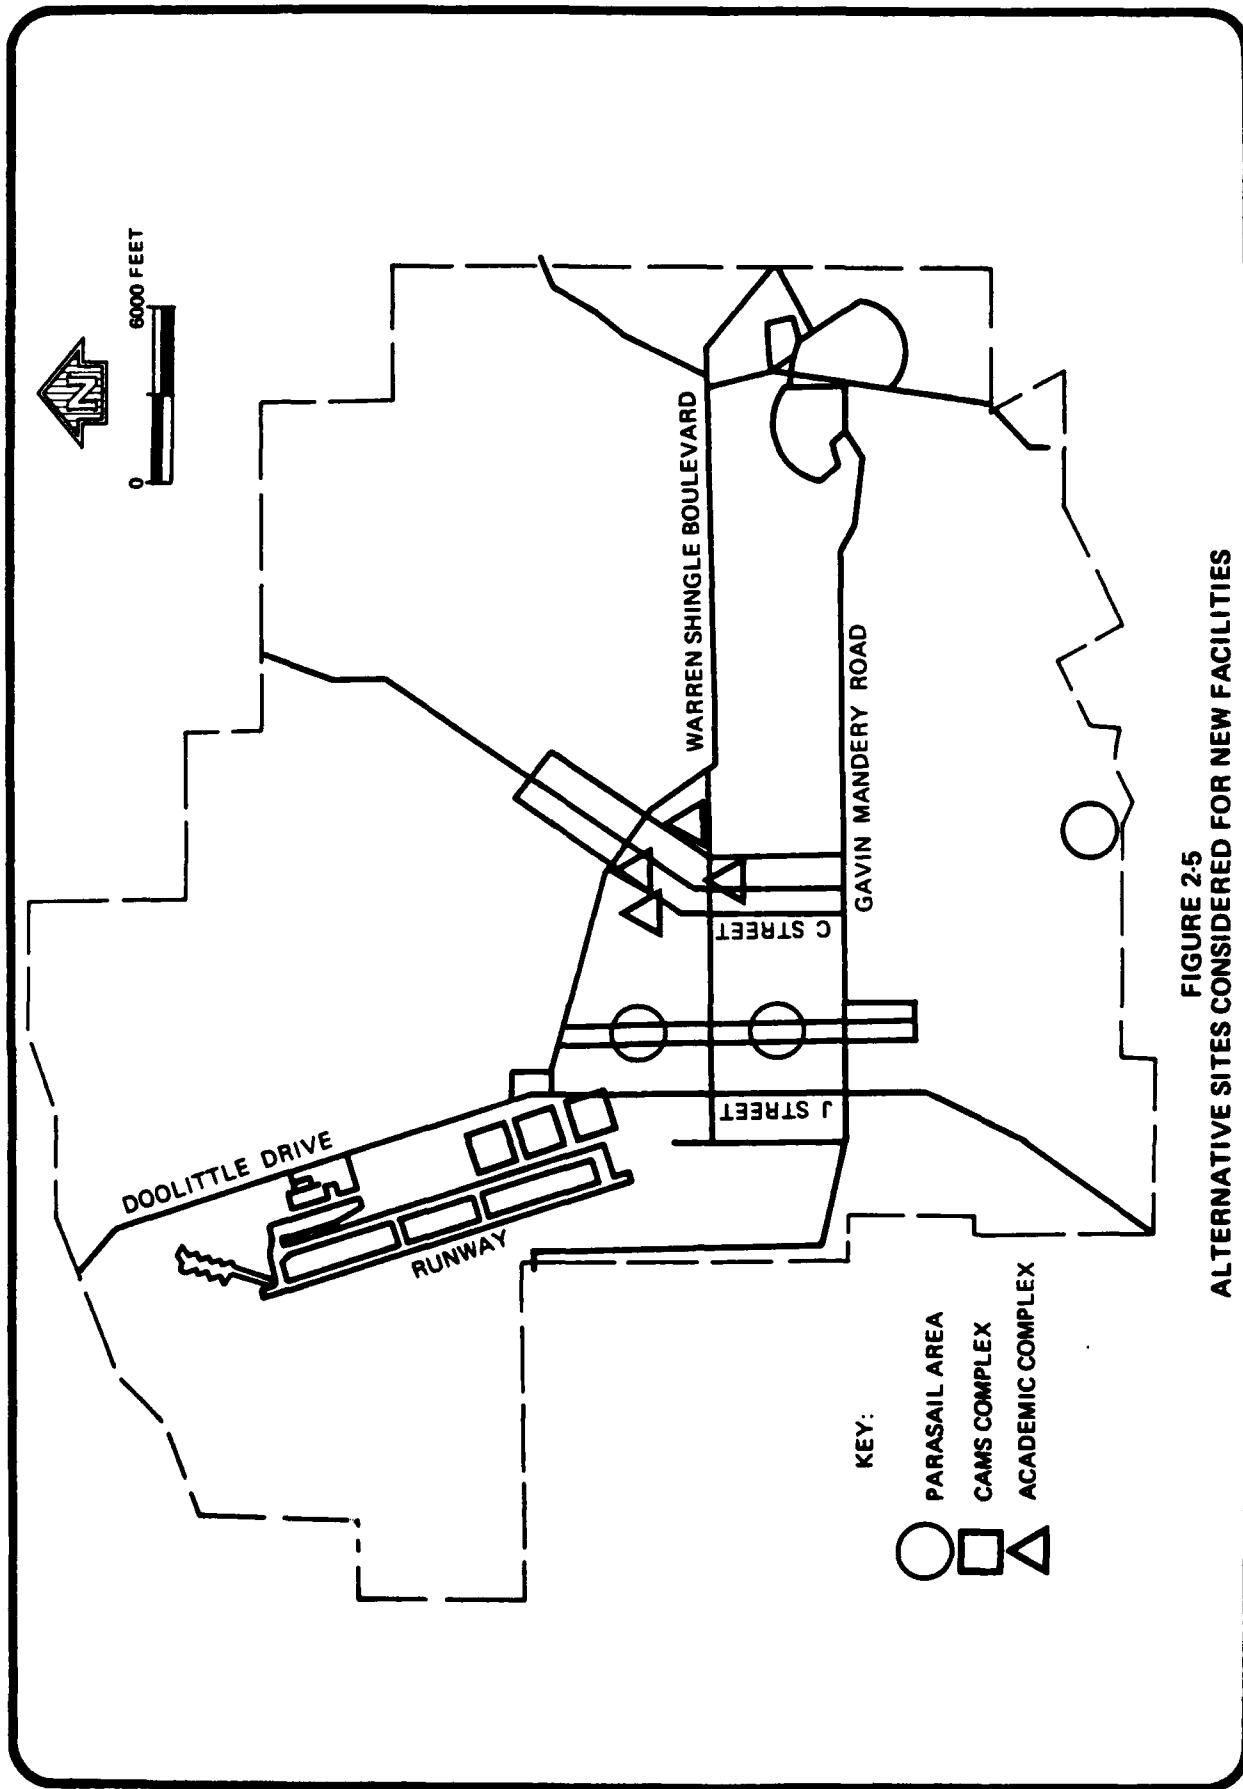 N
0 6000 FEET
DOOLITTLE DRIVE
RUNWAY
WARREN SHINGLE BOULEVARD
J STREET
C STREET
GAVIN MANDERY ROAD
KEY:
PARASAIL AREA
CAMS COMPLEX
ACADEMIC COMPLEX
FIGURE 2-5
ALTERNATIVE SITES CONSIDERED FOR NEW FACILITIES